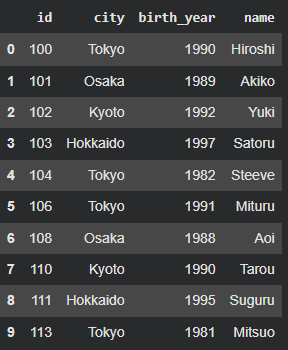 id city birth_year name
0 100 Tokyo 1990 Hiroshi
1 101 Osaka 1989 Akiko
2 102 Kyoto 1992 Yuki
3 103 Hokkaido 1997 Satoru
4 104 Tokyo 1982 Steeve
5 106 Tokyo 1991 Mituru
6 108 Osaka 1988 Aoi
7 110 Kyoto 1990 Tarou
8 111 Hokkaido 1995 Suguru
9 113 Tokyo 1981 Mitsuo